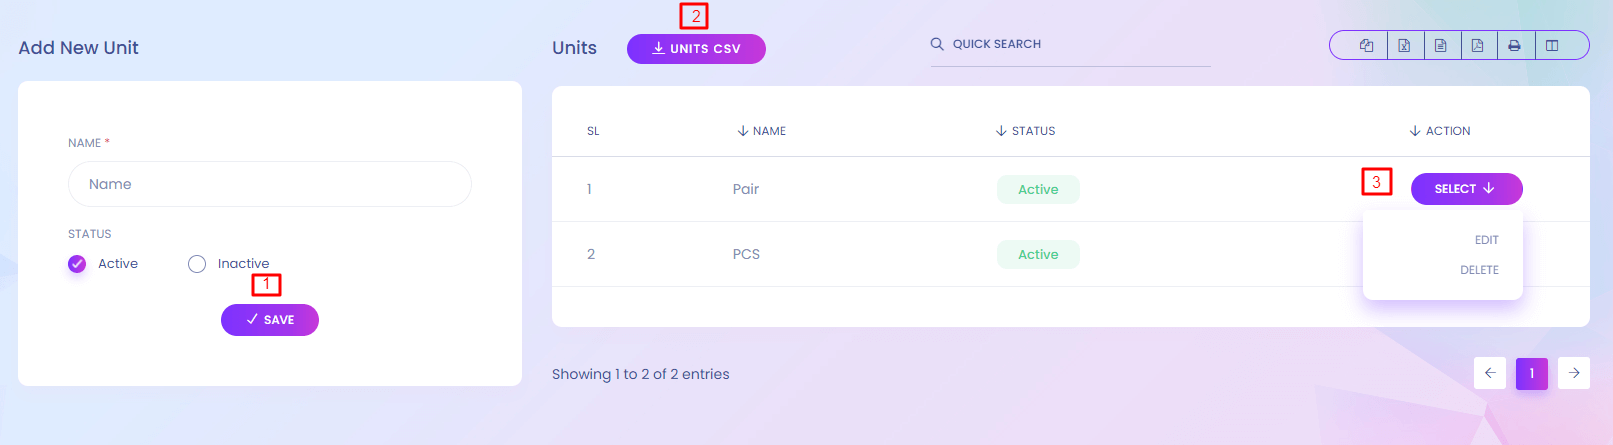 Add New Unit
NAME *
Name
STATUS
Active Inactive
1
SAVE
2
Units UNITS CSV QUICK SEARCH
SL NAME STATUS ACTION
1 Pair Active 3 SELECT
EDIT
2 PCS Active
DELETE
Showing 1 to 2 of 2 entries 1